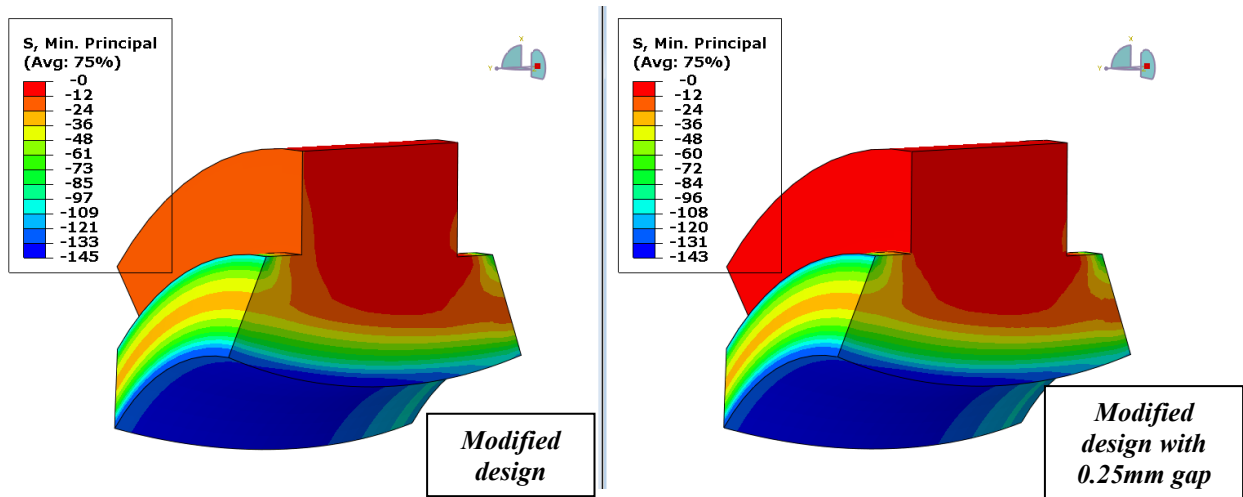 S, Min. Principal
(Avg: 75%)
-0
-12
-24
-36
-48
-61
-73
-85
-97
-109
-121
-133
-145
X
Y
Modified
design
S, Min. Principal
(Avg: 75%)
-0
-12
-24
-36
-48
-60
-72
-84
-96
-108
-120
-131
-143
X
Y
Modified
design with
0.25mm gap